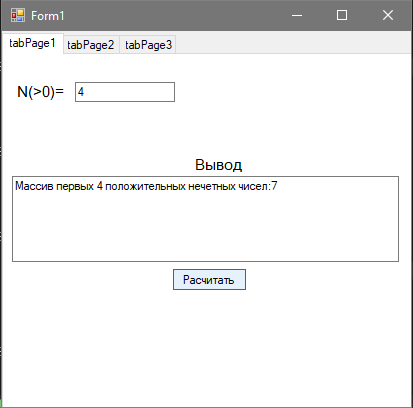 Form1
tabPage1 tabPage2 tabPage3
N(>0)= 4
Вывод
Массив первых 4 положительных нечетных чисел:7
Расчитать